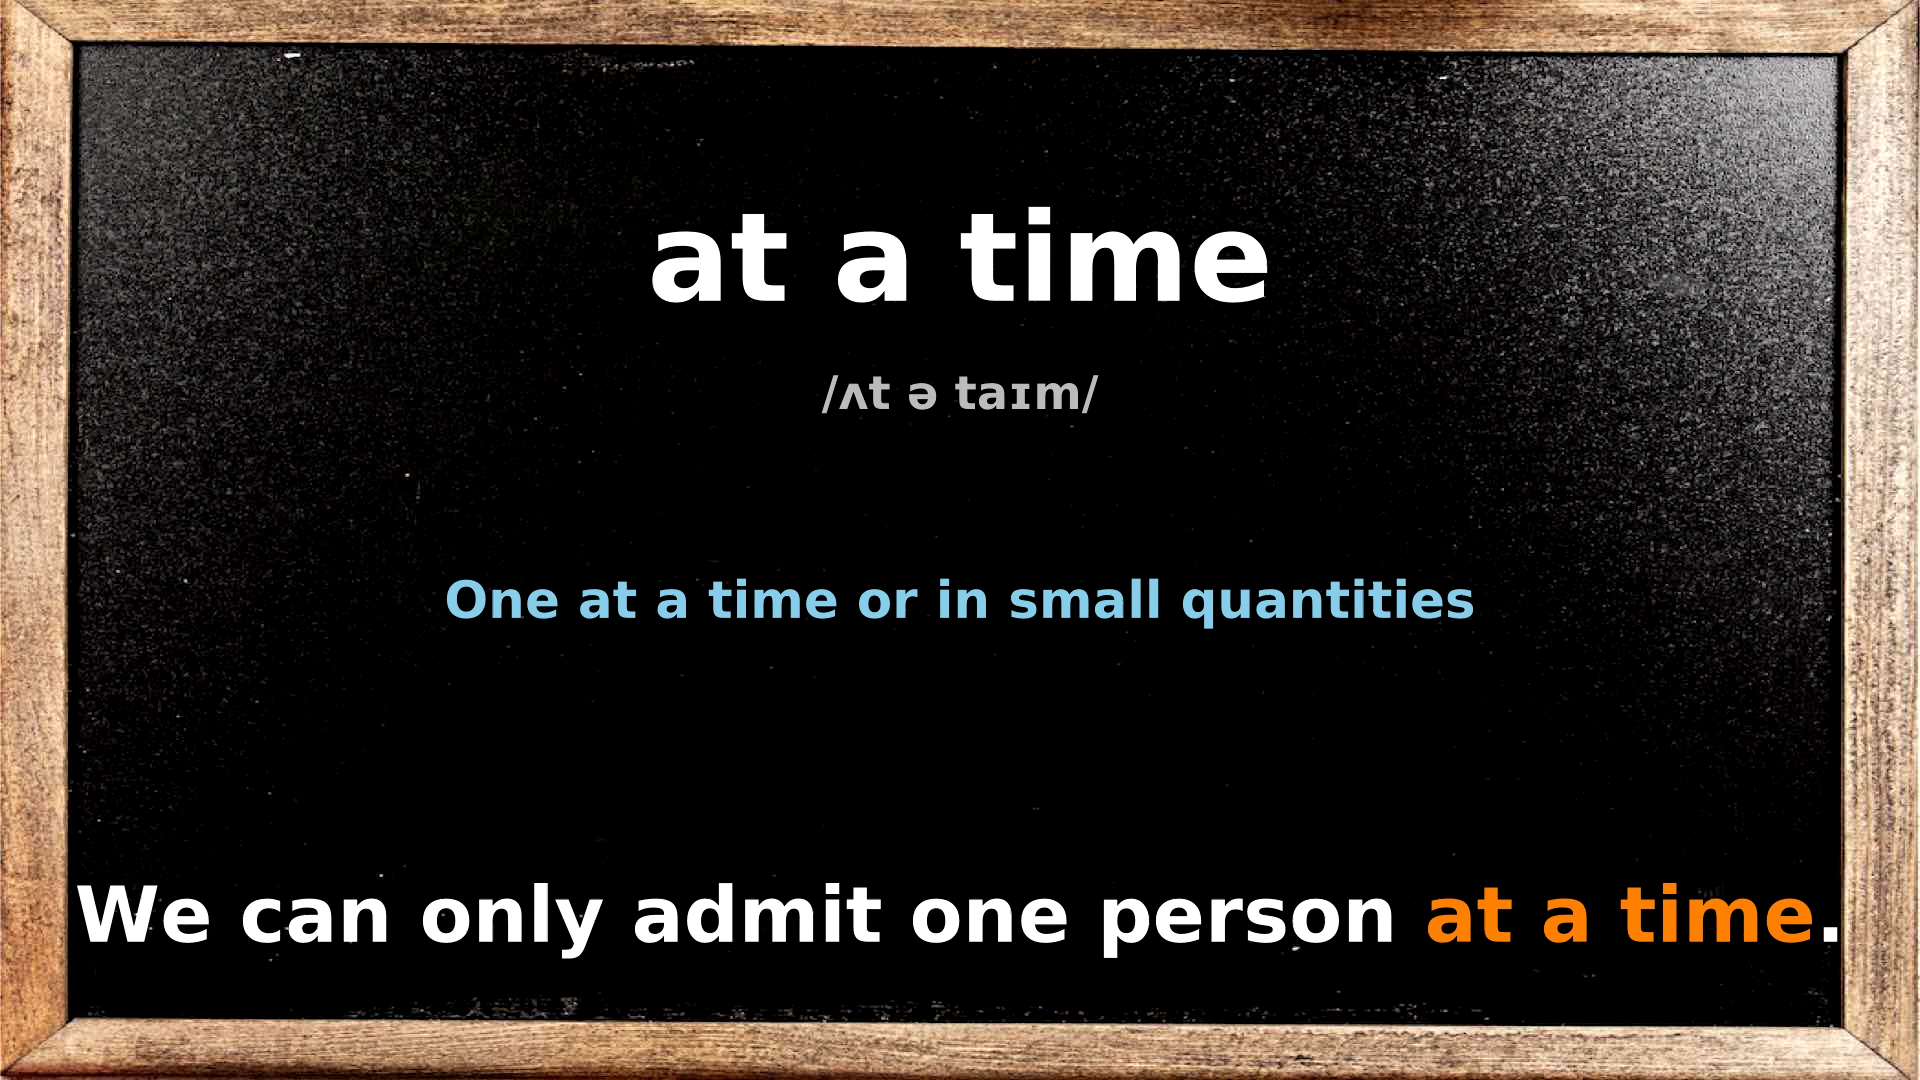 at a time
/ʌt ə taɪm/
One at a time or in small quantities
We can only admit one person at a time.